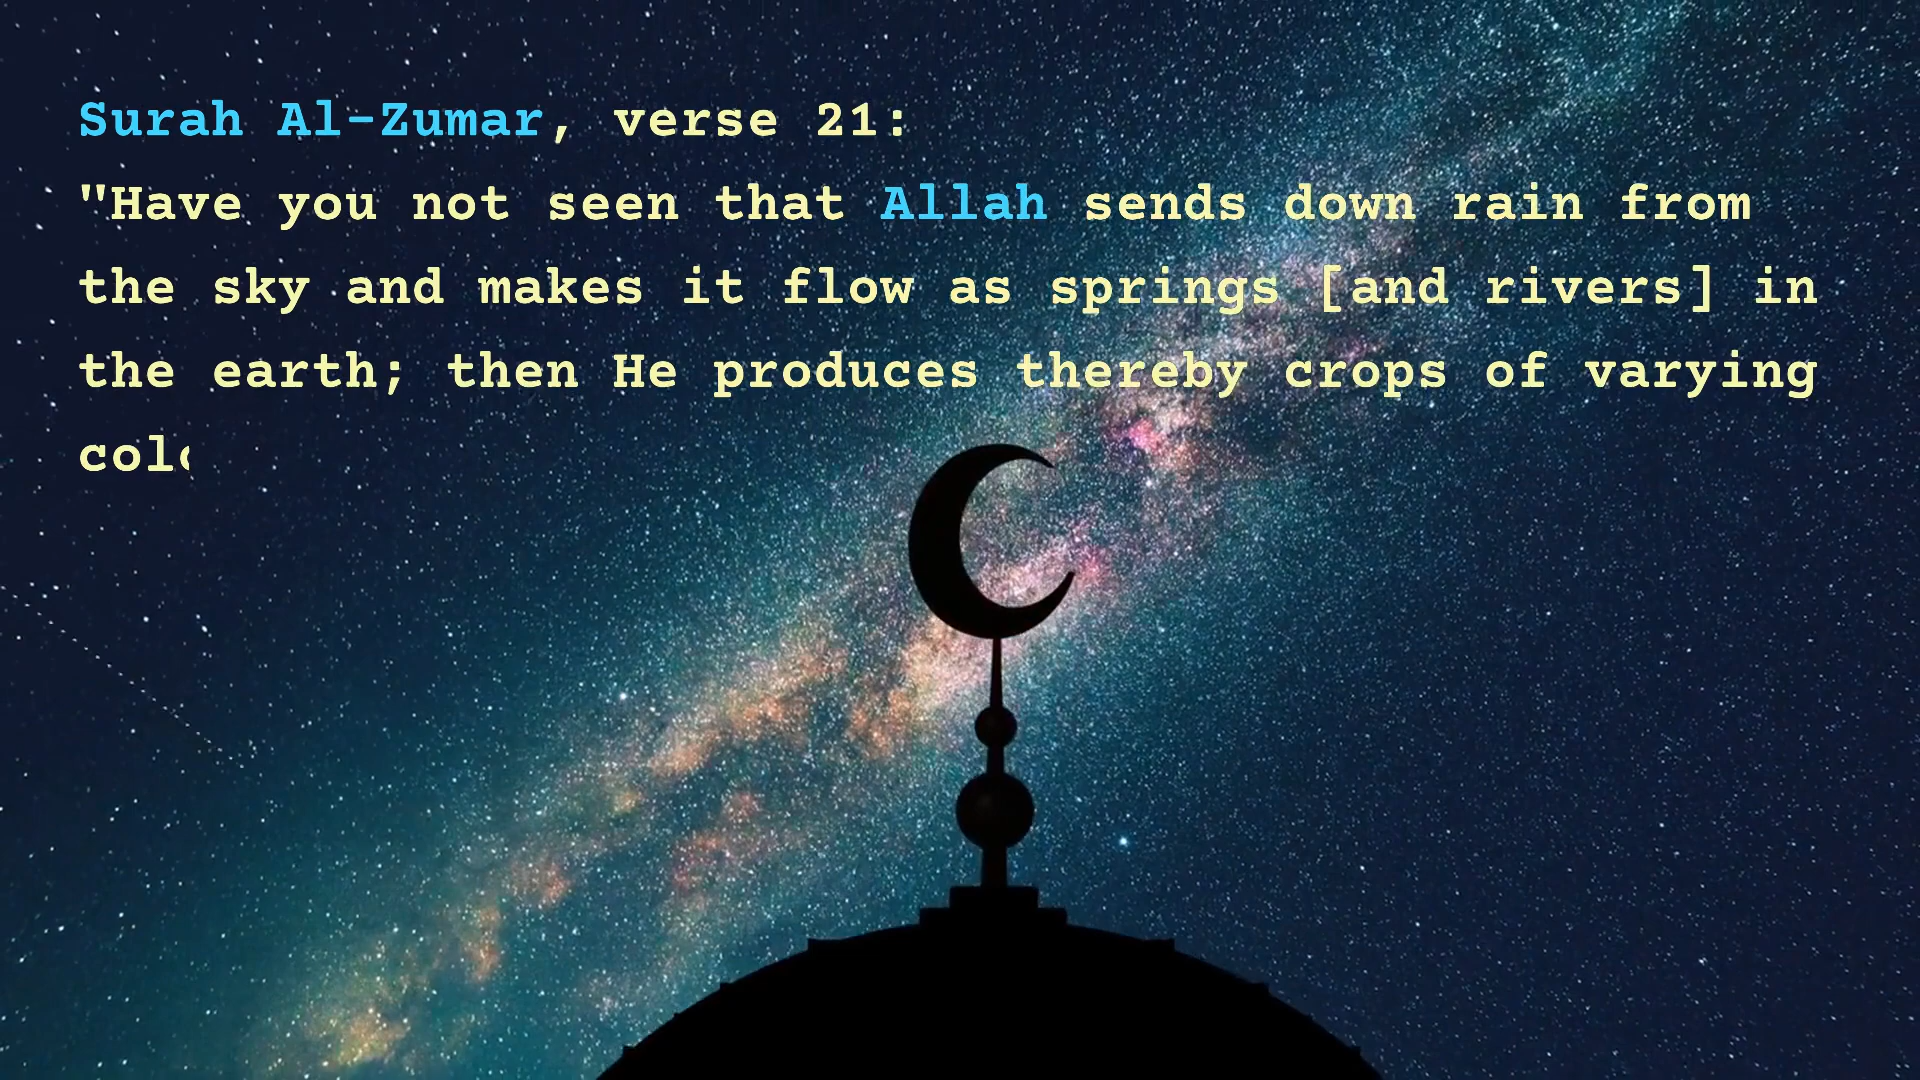 Surah Al-Zumar, verse 21:
"Have you not seen that Allah sends down rain from
the sky and makes it flow as springs [and rivers] in
the earth; then He produces thereby crops of varying
col